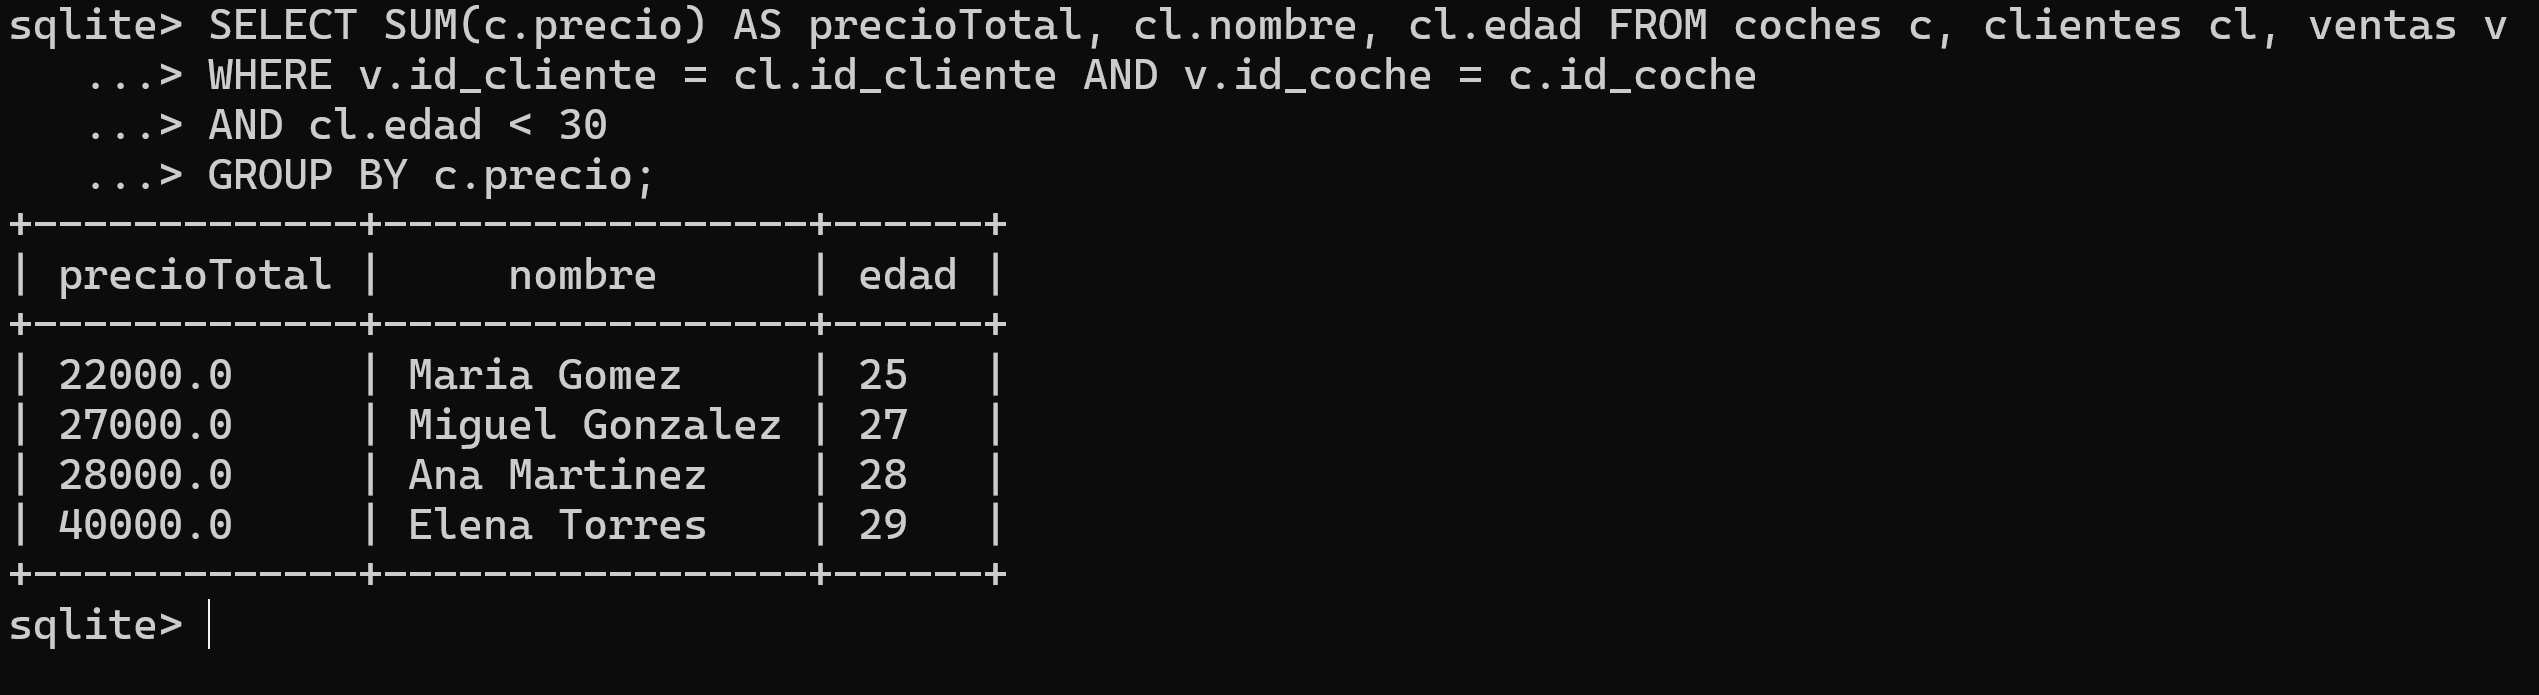 sqlite> SELECT SUM(c.precio) AS precioTotal, cl.nombre, cl.edad FROM coches c, clientes cl, ventas v
   ...> WHERE v.id_cliente = cl.id_cliente AND v.id_coche = c.id_coche
   ...> AND cl.edad < 30
   ...> GROUP BY c.precio;
+-------------+-----------------+------+
| precioTotal |     nombre      | edad |
+-------------+-----------------+------+
| 22000.0     | Maria Gomez     | 25   |
| 27000.0     | Miguel Gonzalez | 27   |
| 28000.0     | Ana Martinez    | 28   |
| 40000.0     | Elena Torres    | 29   |
+-------------+-----------------+------+
sqlite>